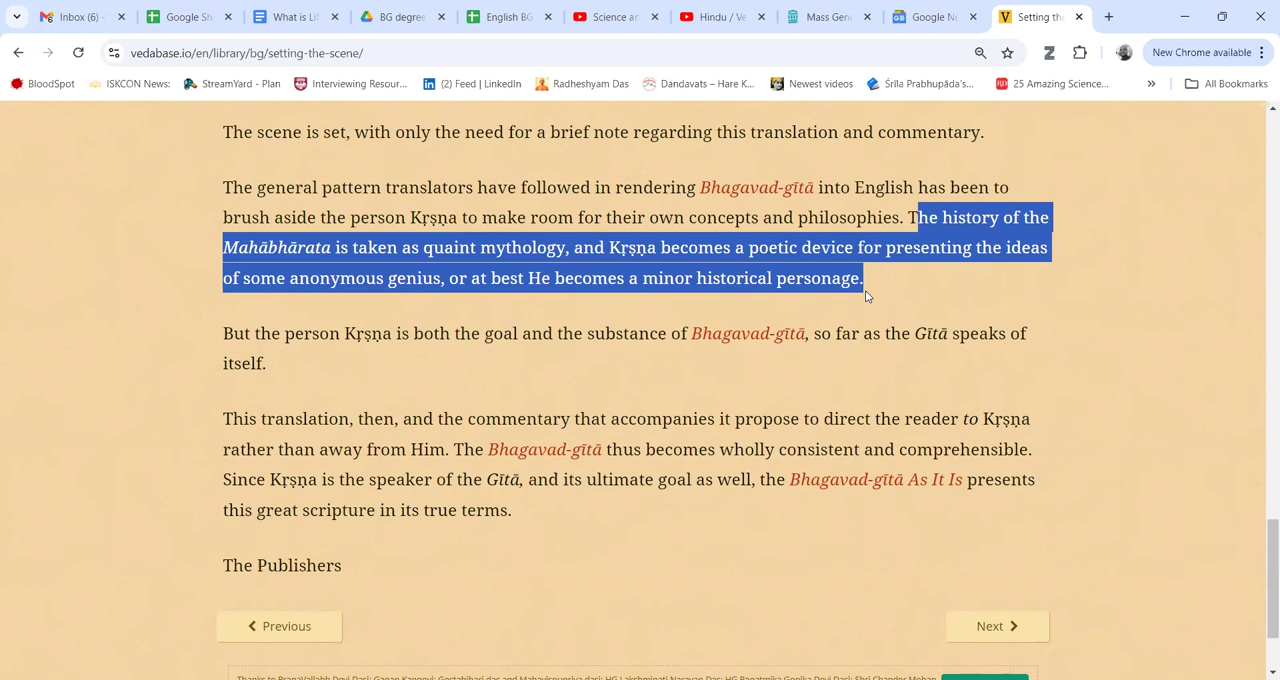 Inbox (6) -
Google Sh
What is Lif
BG degree
English BG
Science ar
Hindu / Ve
Mass Gen
Google Ne
Setting the
vedabase.io/en/library/bg/setting-the-scene/
New Chrome available
BloodSpot
ISKCON News:
StreamYard - Plan
Interviewing Resour...
(2) Feed | LinkedIn
Radheshyam Das
Dandavats – Hare K...
Newest videos
Śrīla Prabhupāda's...
25 Amazing Science...
»
All Bookmarks
The scene is set, with only the need for a brief note regarding this translation and commentary.
The general pattern translators have followed in rendering Bhagavad-gītā into English has been to
brush aside the person Kṛṣṇa to make room for their own concepts and philosophies. The history of the
Mahābhārata is taken as quaint mythology, and Kṛṣṇa becomes a poetic device for presenting the ideas
of some anonymous genius, or at best He becomes a minor historical personage.
But the person Kṛṣṇa is both the goal and the substance of Bhagavad-gītā, so far as the Gītā speaks of
itself.
This translation, then, and the commentary that accompanies it propose to direct the reader to Kṛṣṇa
rather than away from Him. The Bhagavad-gītā thus becomes wholly consistent and comprehensible.
Since Kṛṣṇa is the speaker of the Gītā, and its ultimate goal as well, the Bhagavad-gītā As It Is presents
this great scripture in its true terms.
The Publishers
Previous
Next